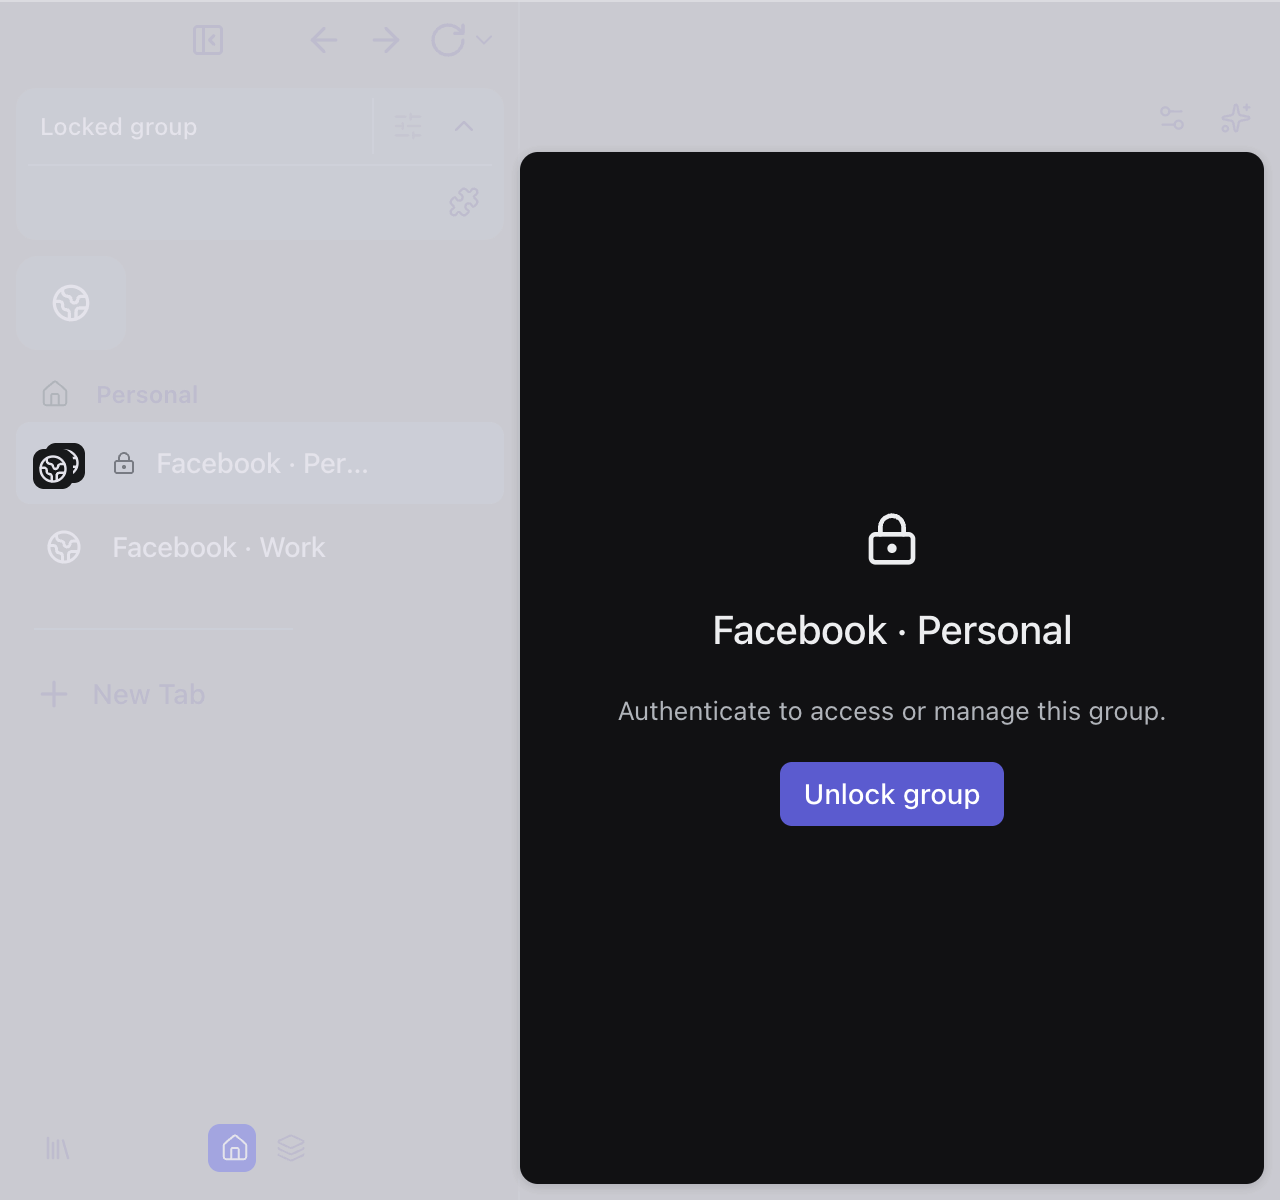 Locked group
Personal
Facebook · Per...
Facebook · Work
New Tab
Facebook · Personal
Authenticate to access or manage this group.
Unlock group